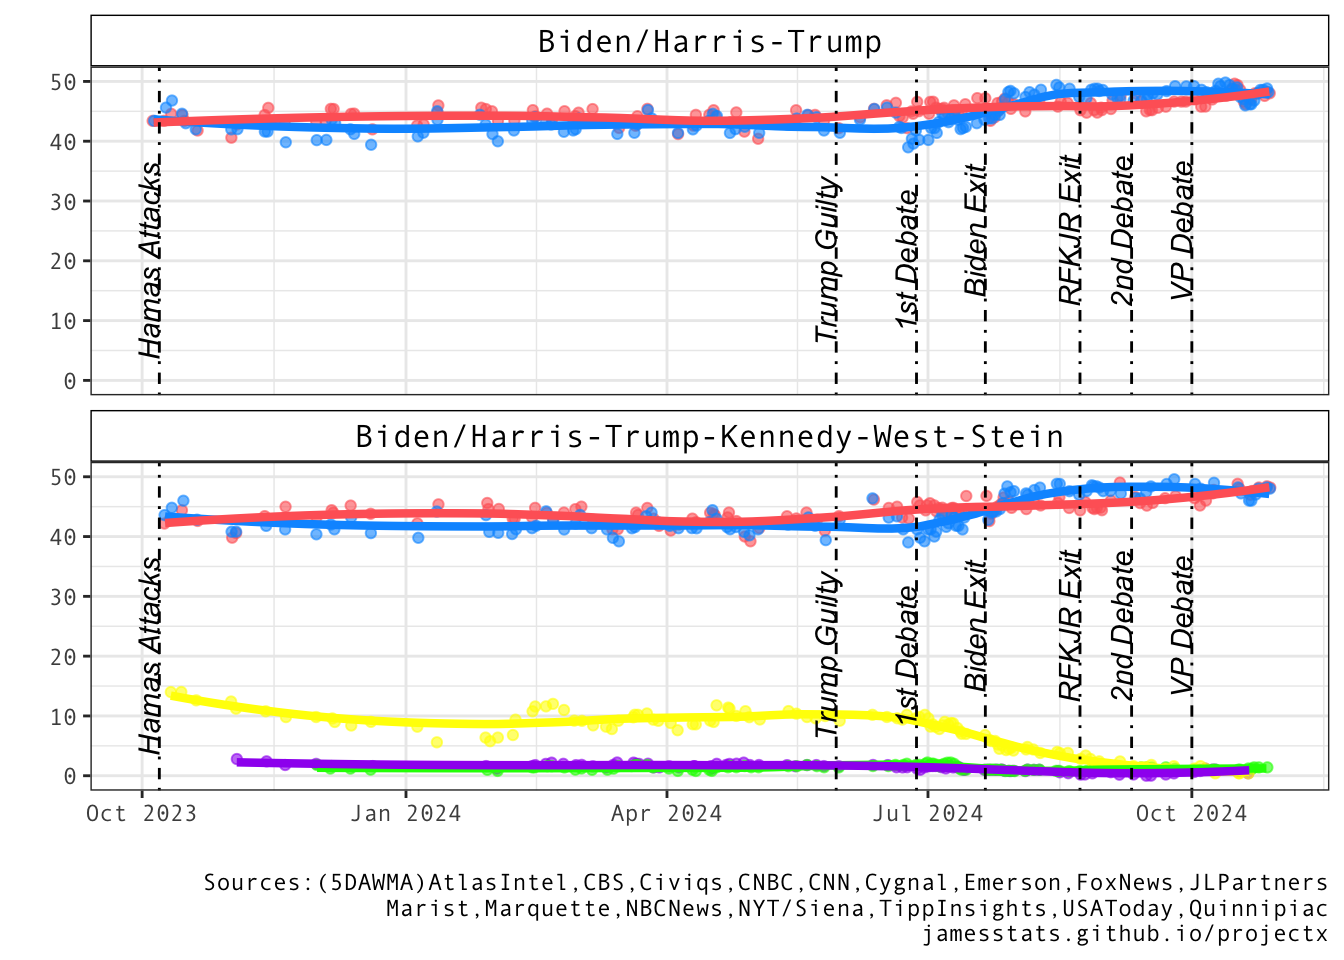 Biden/Harris-Trump
50
40
30
20
10
0
Hamas Attacks
Trump Guilty
1st Debate
Biden Exit
RFKJR Exit
2nd Debate
VP Debate
Biden/Harris-Trump-Kennedy-West-Stein
50
40
30
20
10
0
Hamas Attacks
Trump Guilty
1st Debate
Biden Exit
RFKJR Exit
2nd Debate
VP Debate
Oct 2023 Jan 2024 Apr 2024 Jul 2024 Oct 2024
Sources:(5DAWMA)AtlasIntel,CBS,Civiqs,CNBC,CNN,Cygnal,Emerson,FoxNews,JLPartners
Marist,Marquette,NBCNews,NYT/Siena,TippInsights,USAToday,Quinnipiac
jamesstats.github.io/projectx